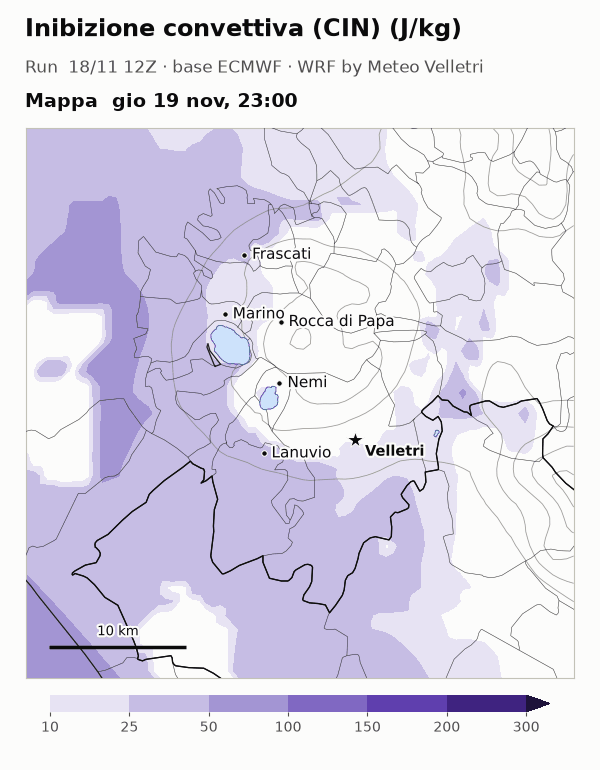 Inibizione convettiva (CIN) (J/kg)
Run  18/11 12Z · base ECMWF · WRF by Meteo Velletri
Mappa  gio 19 nov, 23:00
Frascati
Marino
Rocca di Papa
Nemi
Velletri
Lanuvio
10 km
10 25 50 100 150 200 300